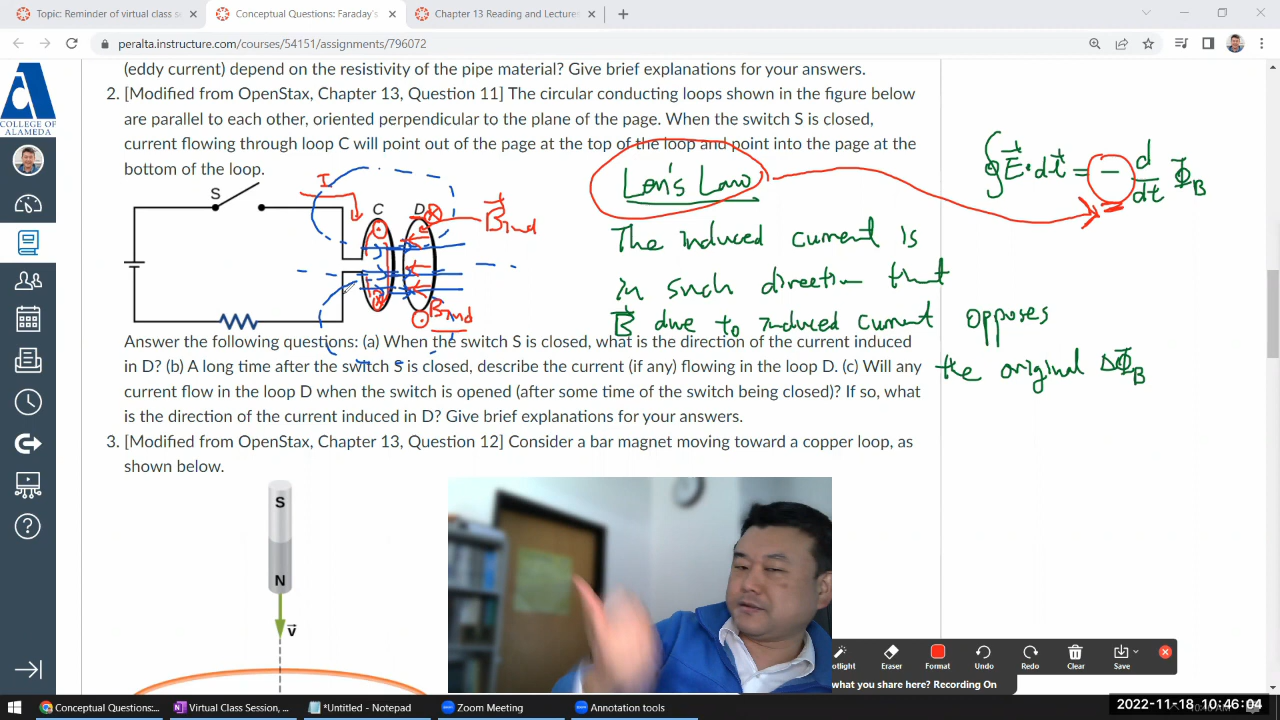 Topic: Reminder of virtual class s
Conceptual Questions: Faraday's
Chapter 13 Reading and Lecture
peralta.instructure.com/courses/54151/assignments/796072
COLLEGE OF
ALAMEDA
(eddy current) depend on the resistivity of the pipe material? Give brief explanations for your answers.
2. [Modified from OpenStax, Chapter 13, Question 11] The circular conducting loops shown in the figure below
are parallel to each other, oriented perpendicular to the plane of the page. When the switch S is closed,
current flowing through loop C will point out of the page at the top of the loop and point into the page at the
bottom of the loop.
S
I
C
D
B⃗ind
Bind
Len's Law
∮E⃗·dl⃗ = − d/dt Φ_B
The induced current is
in such direction that
B⃗ due to induced current opposes
the original ΔΦ_B
Answer the following questions: (a) When the switch S is closed, what is the direction of the current induced
in D? (b) A long time after the switch S is closed, describe the current (if any) flowing in the loop D. (c) Will any
current flow in the loop D when the switch is opened (after some time of the switch being closed)? If so, what
is the direction of the current induced in D? Give brief explanations for your answers.
3. [Modified from OpenStax, Chapter 13, Question 12] Consider a bar magnet moving toward a copper loop, as
shown below.
S
N
v⃗
otlight
Eraser
Format
Undo
Redo
Clear
Save
what you share here? Recording On
Conceptual Questions:...
Virtual Class Session, ...
*Untitled - Notepad
Zoom Meeting
Annotation tools
2022-11-18 10:46:04